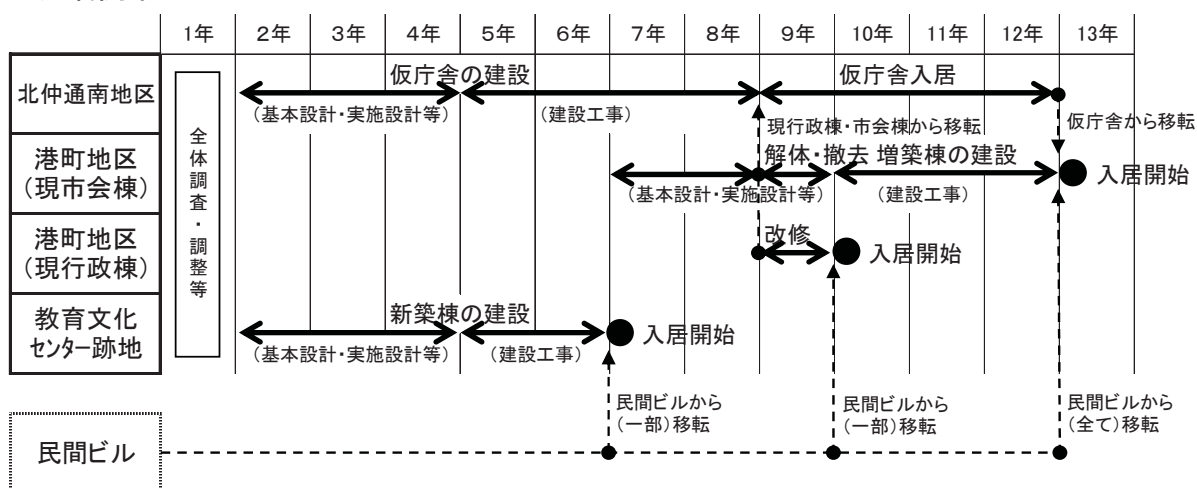 1年 2年 3年 4年 5年 6年 7年 8年 9年 10年 11年 12年 13年
北仲通南地区
仮庁舎の建設
仮庁舎入居
(基本設計・実施設計等)
(建設工事)
現行政棟・市会棟から移転
仮庁舎から移転
全体調査・調整等
港町地区
(現市会棟)
解体・撤去 増築棟の建設
(基本設計・実施設計等)
(建設工事)
入居開始
港町地区
(現行政棟)
改修
入居開始
教育文化
センター跡地
新築棟の建設
(基本設計・実施設計等)
(建設工事)
入居開始
民間ビルから
(一部)移転
民間ビルから
(一部)移転
民間ビルから
(全て)移転
民間ビル